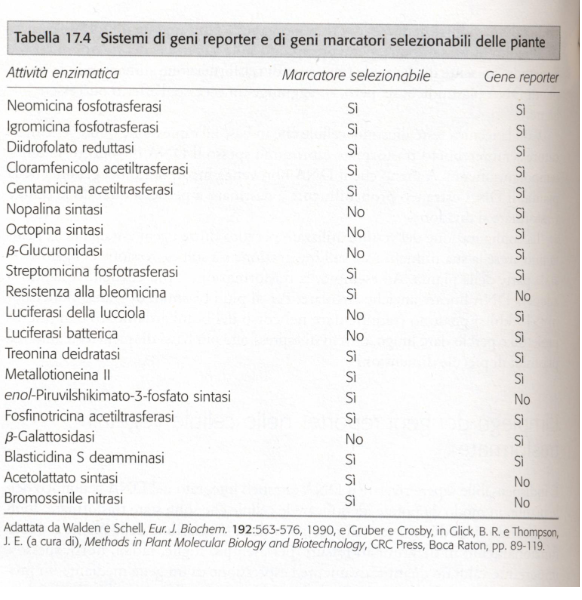 Tabella 17.4 Sistemi di geni reporter e di geni marcatori selezionabili delle piante
Attività enzimatica Marcatore selezionabile Gene reporter
Neomicina fosfotrasferasi Sì Sì
Igromicina fosfotrasferasi Sì Sì
Diidrofolato reduttasi Sì Sì
Cloramfenicolo acetiltrasferasi Sì Sì
Gentamicina acetiltrasferasi Sì Sì
Nopalina sintasi No Sì
Octopina sintasi No Sì
β-Glucuronidasi No Sì
Streptomicina fosfotrasferasi Sì Sì
Resistenza alla bleomicina Sì No
Luciferasi della lucciola No Sì
Luciferasi batterica No Sì
Treonina deidratasi Sì Sì
Metallotioneina II Sì Sì
enol-Piruvilshikimato-3-fosfato sintasi Sì No
Fosfinotricina acetiltrasferasi Sì Sì
β-Galattosidasi No Sì
Blasticidina S deamminasi Sì Sì
Acetolattato sintasi Sì No
Bromossinile nitrasi Sì No
Adattata da Walden e Schell, Eur. J. Biochem. 192:563-576, 1990, e Gruber e Crosby, in Glick, B. R. e Thompson,
J. E. (a cura di), Methods in Plant Molecular Biology and Biotechnology, CRC Press, Boca Raton, pp. 89-119.